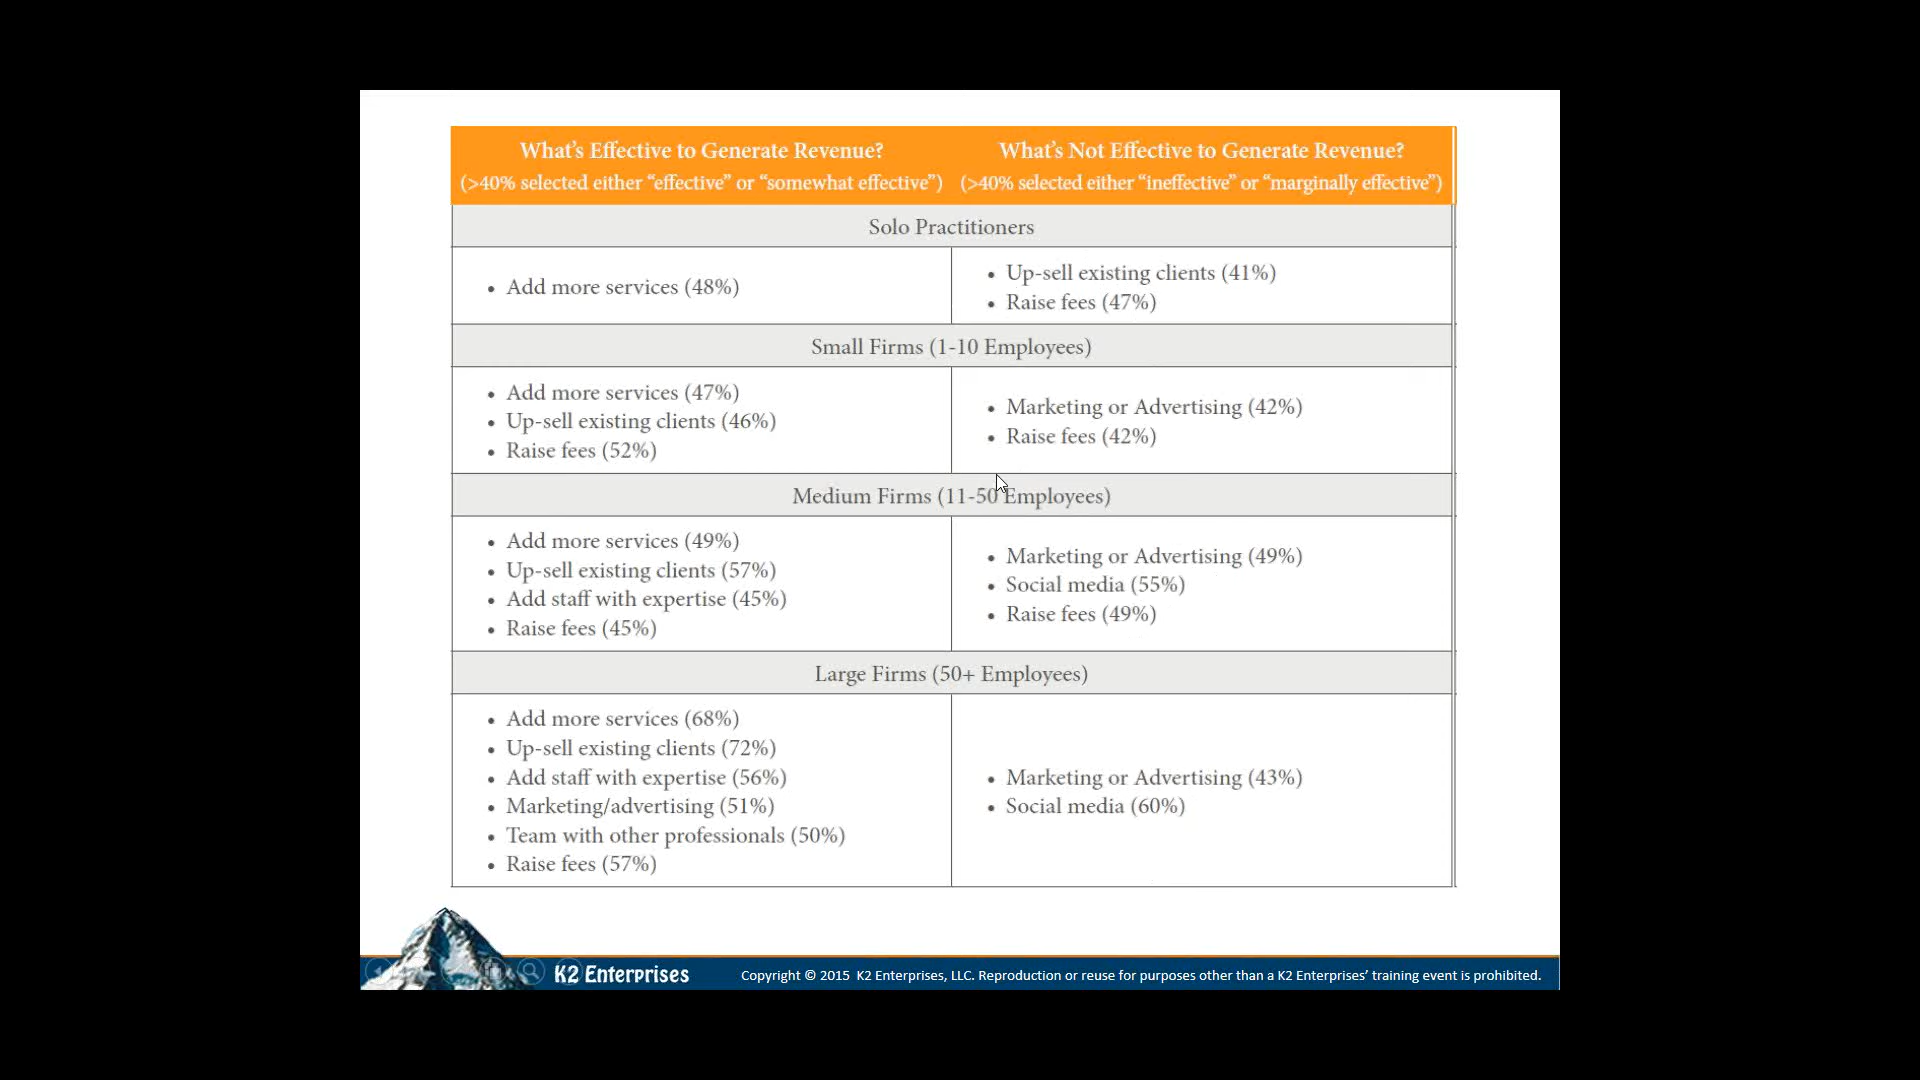 What's Effective to Generate Revenue?
(>40% selected either “effective” or “somewhat effective”)
What's Not Effective to Generate Revenue?
(>40% selected either “ineffective” or “marginally effective”)
Solo Practitioners
• Add more services (48%)
• Up-sell existing clients (41%)
• Raise fees (47%)
Small Firms (1-10 Employees)
• Add more services (47%)
• Up-sell existing clients (46%)
• Raise fees (52%)
• Marketing or Advertising (42%)
• Raise fees (42%)
Medium Firms (11-50 Employees)
• Add more services (49%)
• Up-sell existing clients (57%)
• Add staff with expertise (45%)
• Raise fees (45%)
• Marketing or Advertising (49%)
• Social media (55%)
• Raise fees (49%)
Large Firms (50+ Employees)
• Add more services (68%)
• Up-sell existing clients (72%)
• Add staff with expertise (56%)
• Marketing/advertising (51%)
• Team with other professionals (50%)
• Raise fees (57%)
• Marketing or Advertising (43%)
• Social media (60%)
K2 Enterprises
Copyright © 2015 K2 Enterprises, LLC. Reproduction or reuse for purposes other than a K2 Enterprises’ training event is prohibited.